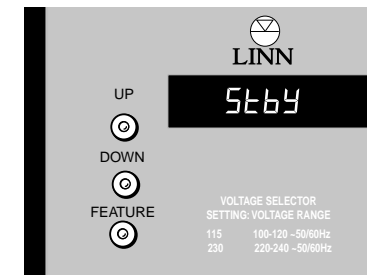 LINN
UP
Stby
DOWN
FEATURE
VOLTAGE SELECTOR
SETTING: VOLTAGE RANGE
115 100-120 ~50/60Hz
230 220-240 ~50/60Hz